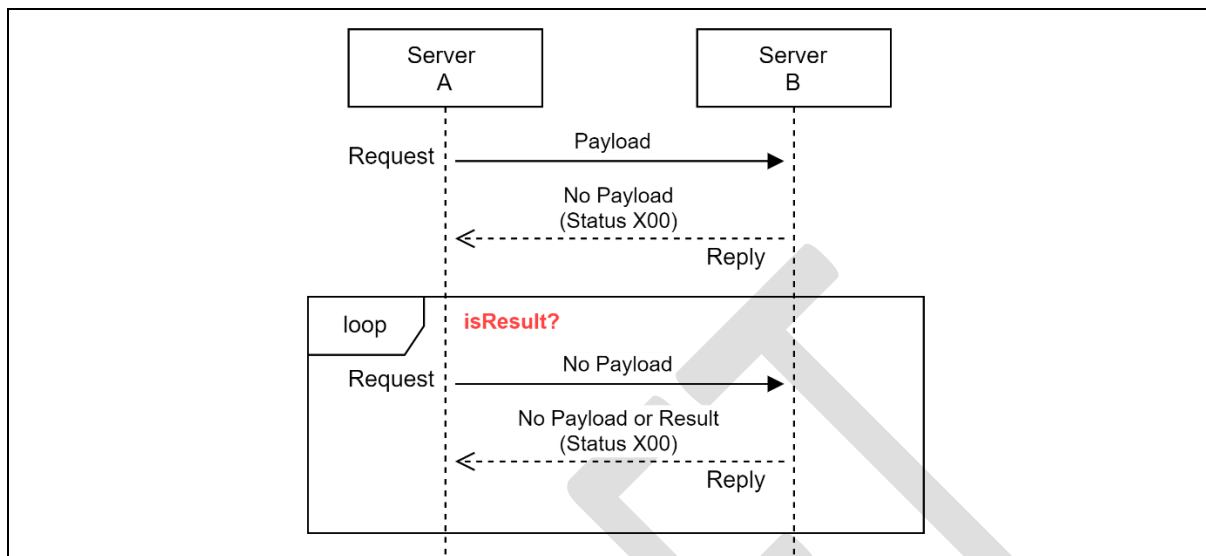 Server
A
Server
B
Request
Payload
No Payload
(Status X00)
Reply
loop
isResult?
Request
No Payload
No Payload or Result
(Status X00)
Reply